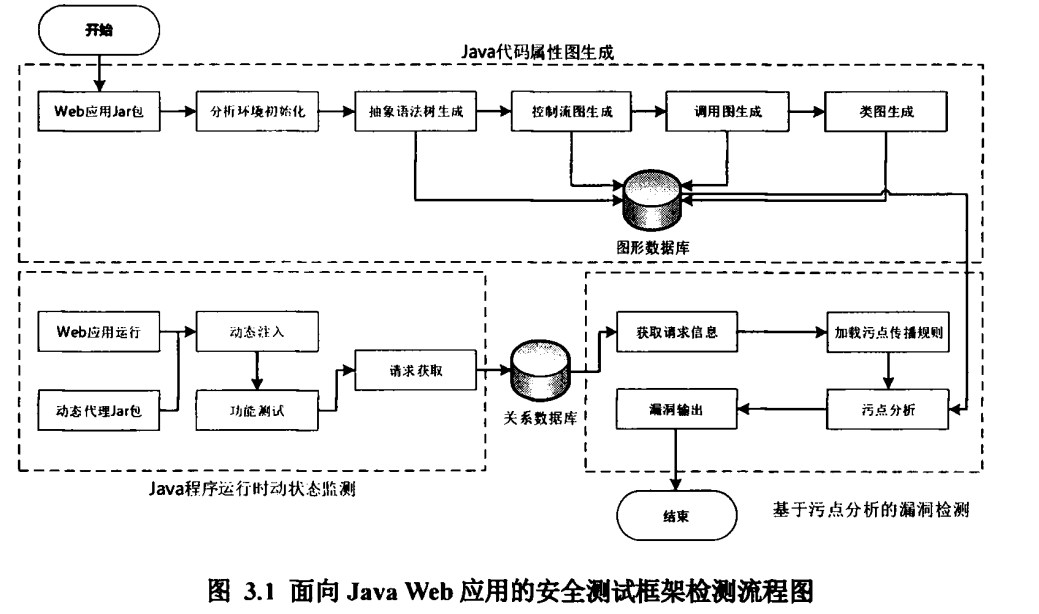 开始
Java代码属性图生成
Web应用Jar包
分析环境初始化
抽象语法树生成
控制流图生成
调用图生成
类图生成
图形数据库
Web应用运行
动态注入
动态代理Jar包
功能测试
请求获取
关系数据库
获取请求信息
加载污点传播规则
漏洞输出
污点分析
Java程序运行时动状态监测
结束
基于污点分析的漏洞检测
图 3.1 面向 Java Web 应用的安全测试框架检测流程图